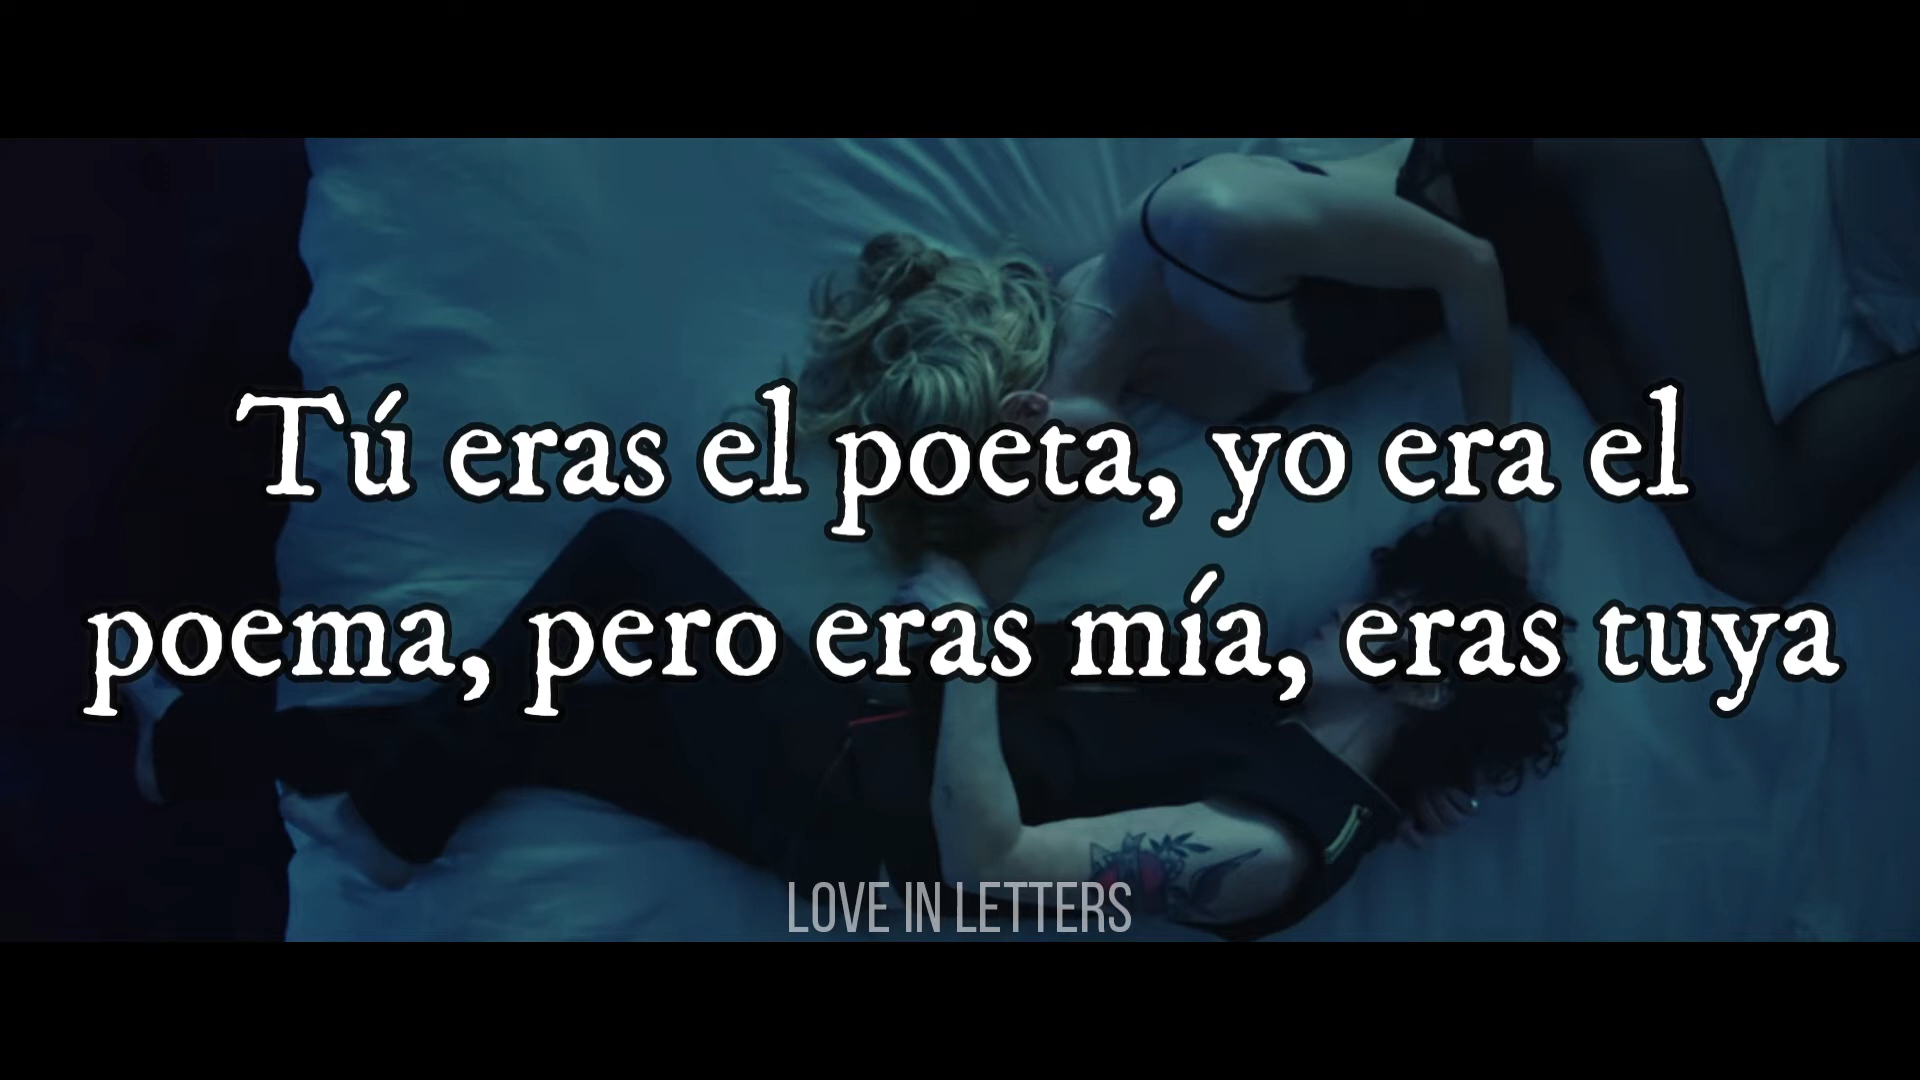 Tú eras el poeta, yo era el
poema, pero eras mía, eras tuya
LOVE IN LETTERS